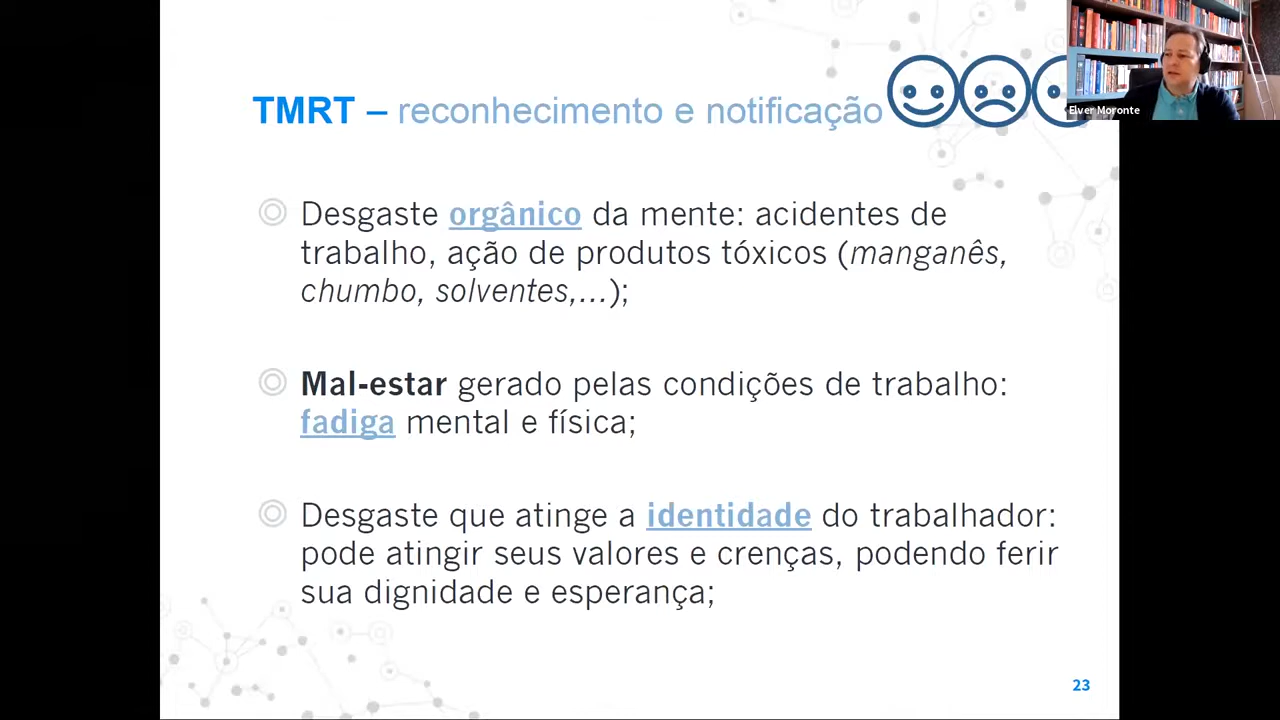 Elver Moronte
TMRT – reconhecimento e notificação
Desgaste orgânico da mente: acidentes de
trabalho, ação de produtos tóxicos (manganês,
chumbo, solventes,...);
Mal-estar gerado pelas condições de trabalho:
fadiga mental e física;
Desgaste que atinge a identidade do trabalhador:
pode atingir seus valores e crenças, podendo ferir
sua dignidade e esperança;
23